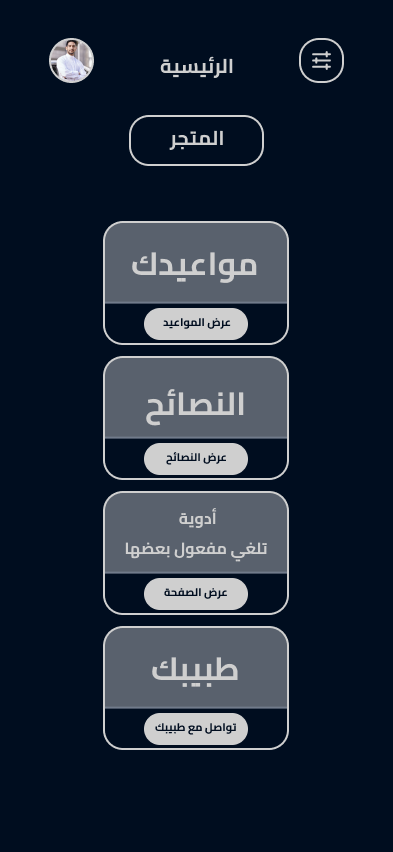 الرئيسية
المتجر
مواعيدك
عرض المواعيد
النصائح
عرض النصائح
أدوية
تلغي مفعول بعضها
عرض الصفحة
طبيبك
تواصل مع طبيبك